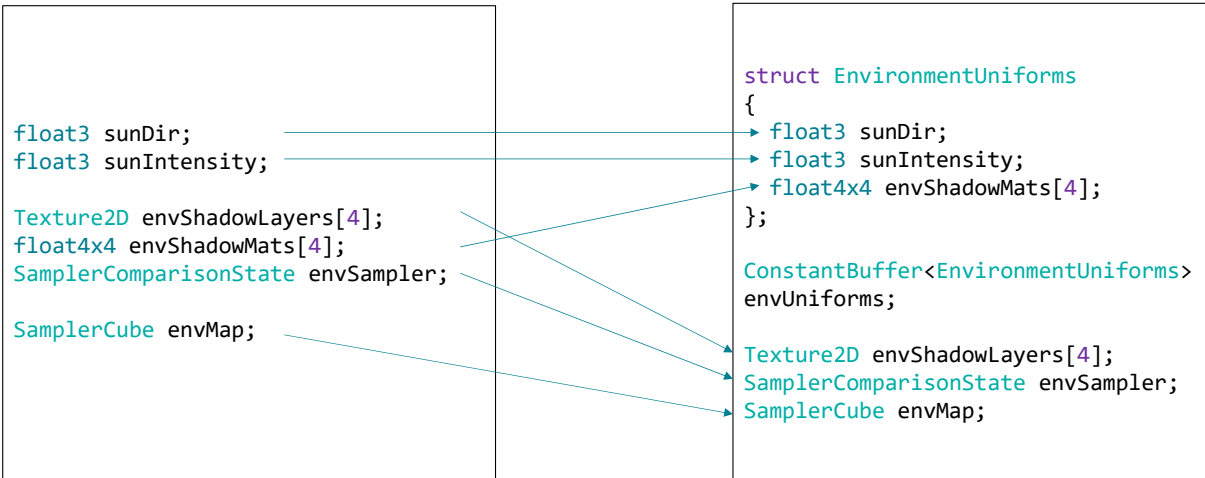 float3 sunDir;
float3 sunIntensity;
Texture2D envShadowLayers[4];
float4x4 envShadowMats[4];
SamplerComparisonState envSampler;
SamplerCube envMap;
struct EnvironmentUniforms
{
float3 sunDir;
float3 sunIntensity;
float4x4 envShadowMats[4];
};
ConstantBuffer<EnvironmentUniforms>
envUniforms;
Texture2D envShadowLayers[4];
SamplerComparisonState envSampler;
SamplerCube envMap;